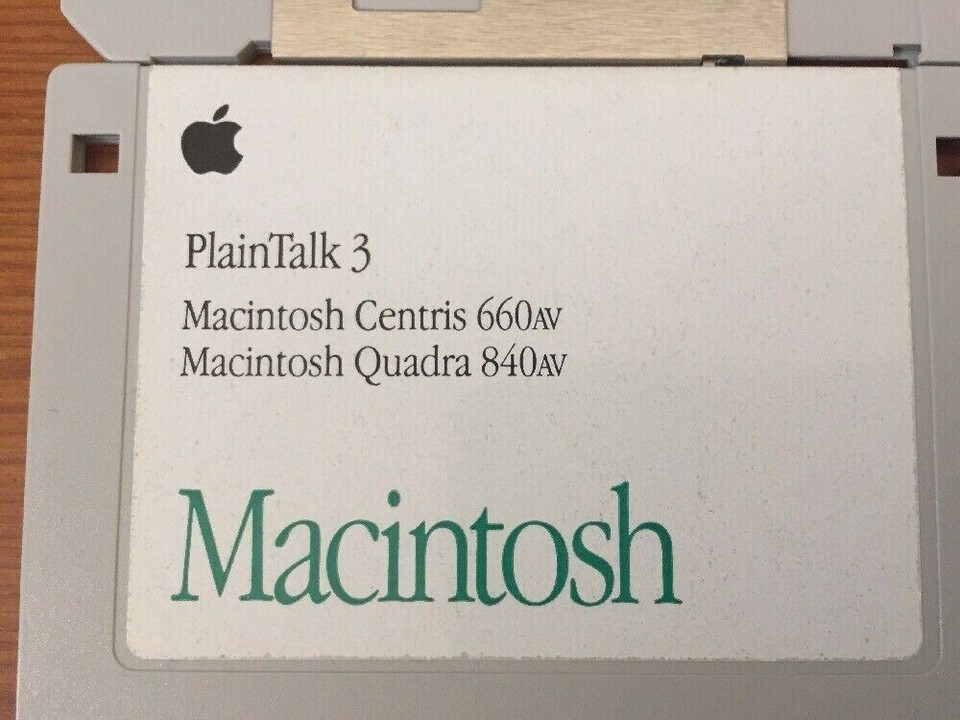 PlainTalk 3
Macintosh Centris 660AV
Macintosh Quadra 840AV
Macintosh